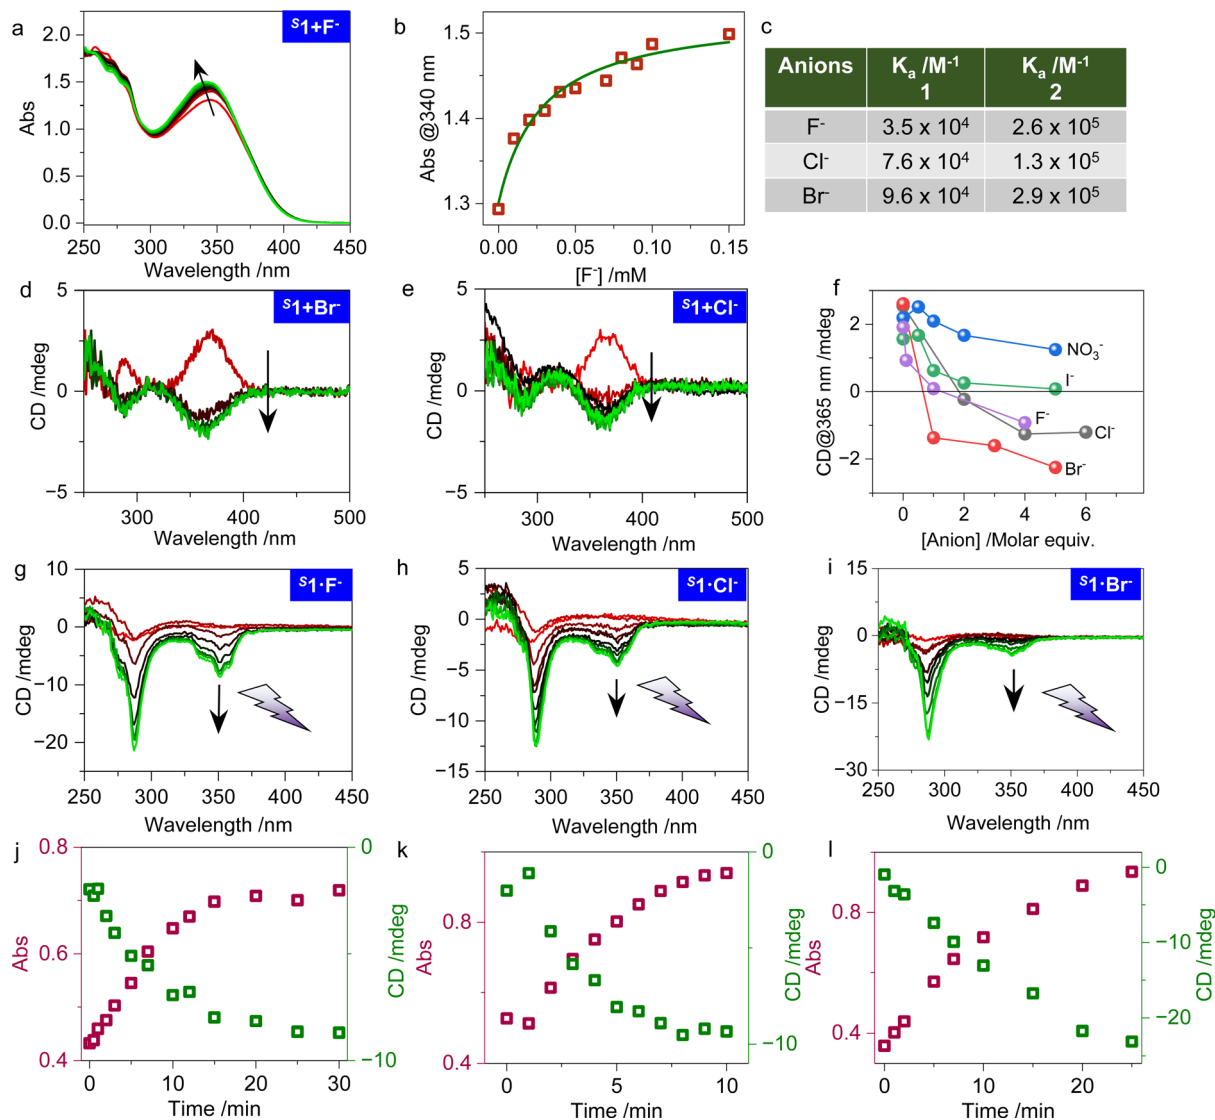 a
ˢ1+F⁻
2.0
1.5
1.0
0.5
0.0
Abs
250 300 350 400 450
Wavelength /nm
b
1.5
1.4
1.3
Abs @340 nm
0.00 0.05 0.10 0.15
[F⁻] /mM
c
Anions Kₐ /M⁻¹ 1 Kₐ /M⁻¹ 2
F⁻ 3.5 x 10⁴ 2.6 x 10⁵
Cl⁻ 7.6 x 10⁴ 1.3 x 10⁵
Br⁻ 9.6 x 10⁴ 2.9 x 10⁵
d
ˢ1+Br⁻
5
0
−5
CD /mdeg
300 400 500
Wavelength /nm
e
ˢ1+Cl⁻
5
0
−5
CD /mdeg
300 400 500
Wavelength /nm
f
2
0
−2
CD@365 nm /mdeg
NO₃⁻
I⁻
F⁻
Cl⁻
Br⁻
0 2 4 6
[Anion] /Molar equiv.
g
ˢ1·F⁻
10
0
−10
−20
CD /mdeg
250 300 350 400 450
Wavelength /nm
h
ˢ1·Cl⁻
5
0
−5
−10
−15
CD /mdeg
250 300 350 400 450
Wavelength /nm
i
ˢ1·Br⁻
15
0
−15
−30
CD /mdeg
250 300 350 400 450
Wavelength /nm
j
0.8
0.6
0.4
Abs
0
−10
CD /mdeg
0 10 20 30
Time /min
k
0.8
0.4
Abs
0
−10
CD /mdeg
0 5 10
Time /min
l
0.8
0.4
Abs
0
−10
−20
CD /mdeg
0 10 20
Time /min